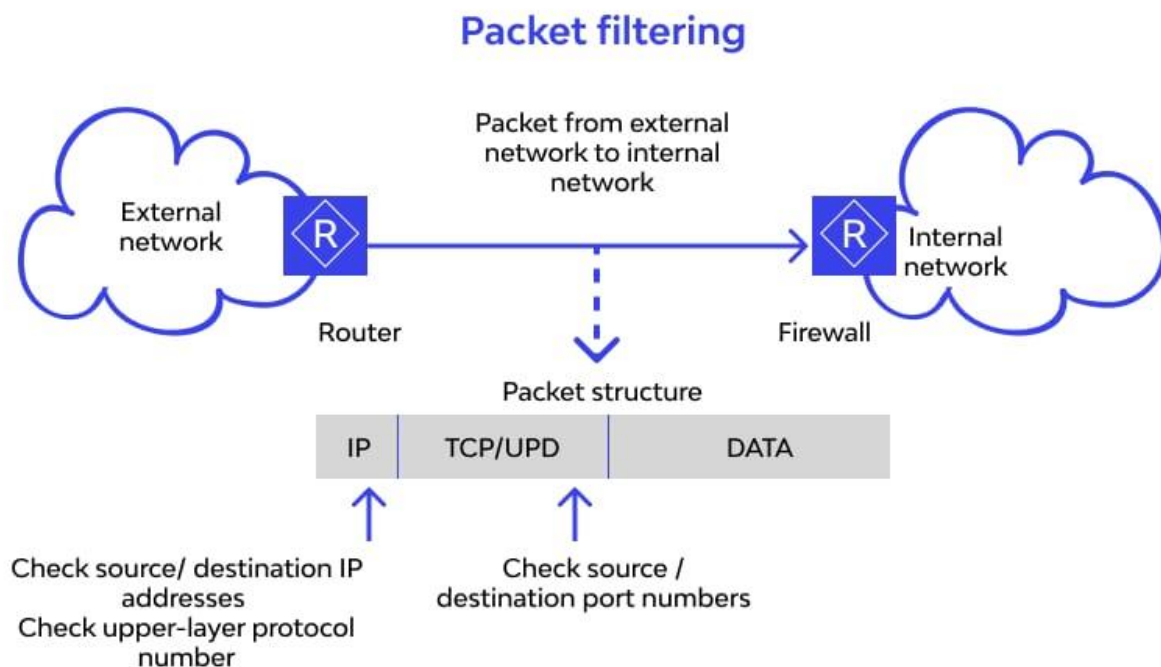 Packet filtering
Packet from external
network to internal
network
External
network
R
R
Internal
network
Router
Firewall
Packet structure
IP
TCP/UPD
DATA
Check source/ destination IP
addresses
Check upper-layer protocol
number
Check source /
destination port numbers